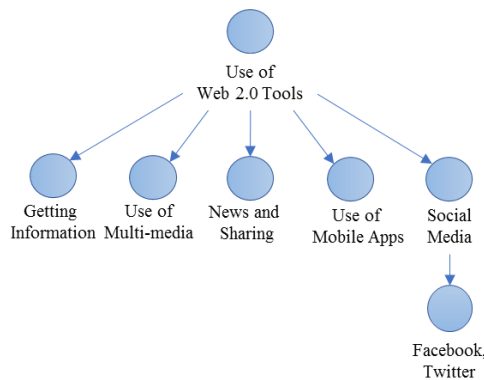 Use of
Web 2.0 Tools
Getting
Information
Use of
Multi-media
News and
Sharing
Use of
Mobile Apps
Social
Media
Facebook,
Twitter